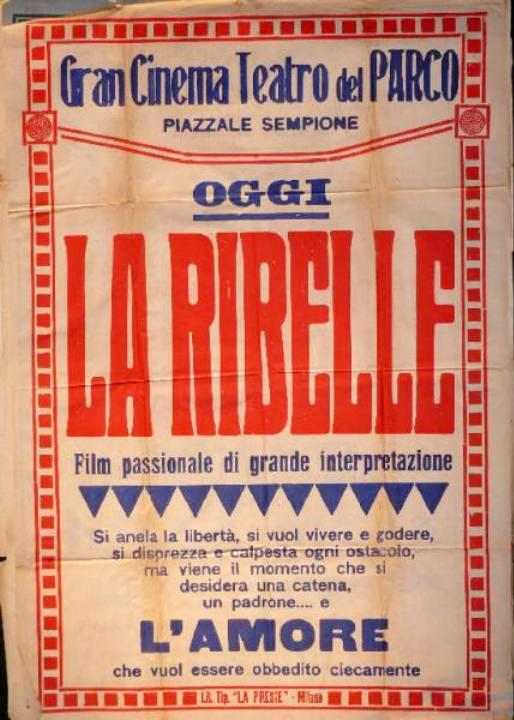 Gran Cinema Teatro del PARCO
PIAZZALE SEMPIONE
OGGI
LA RIBELLE
Film passionale di grande interpretazione
Si anela la libertà, si vuol vivere e godere,
si disprezza e calpesta ogni ostacolo,
ma viene il momento che si
desidera una catena,
un padrone.... e
L'AMORE
che vuol essere obbedito ciecamente
Tip. "LA PRESSE" - Milano